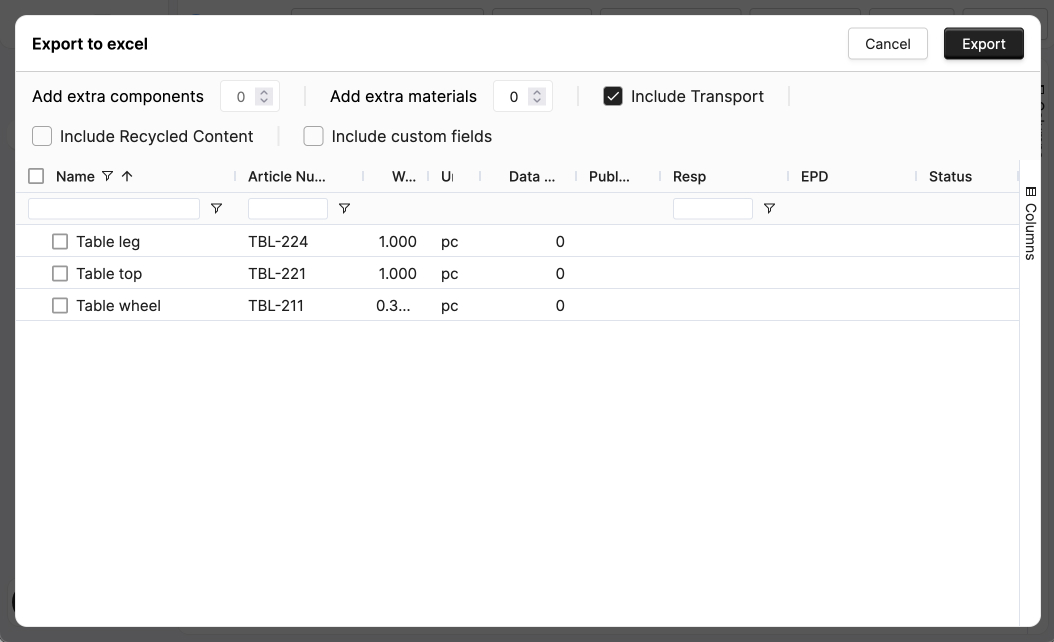 Export to excel
Cancel
Export
Add extra components 0
Add extra materials 0
Include Transport
Include Recycled Content
Include custom fields
Name Article Nu... W... Data ... Publ... Resp EPD Status
Table leg TBL-224 1.000 pc 0
Table top TBL-221 1.000 pc 0
Table wheel TBL-211 0.3... pc 0
Columns